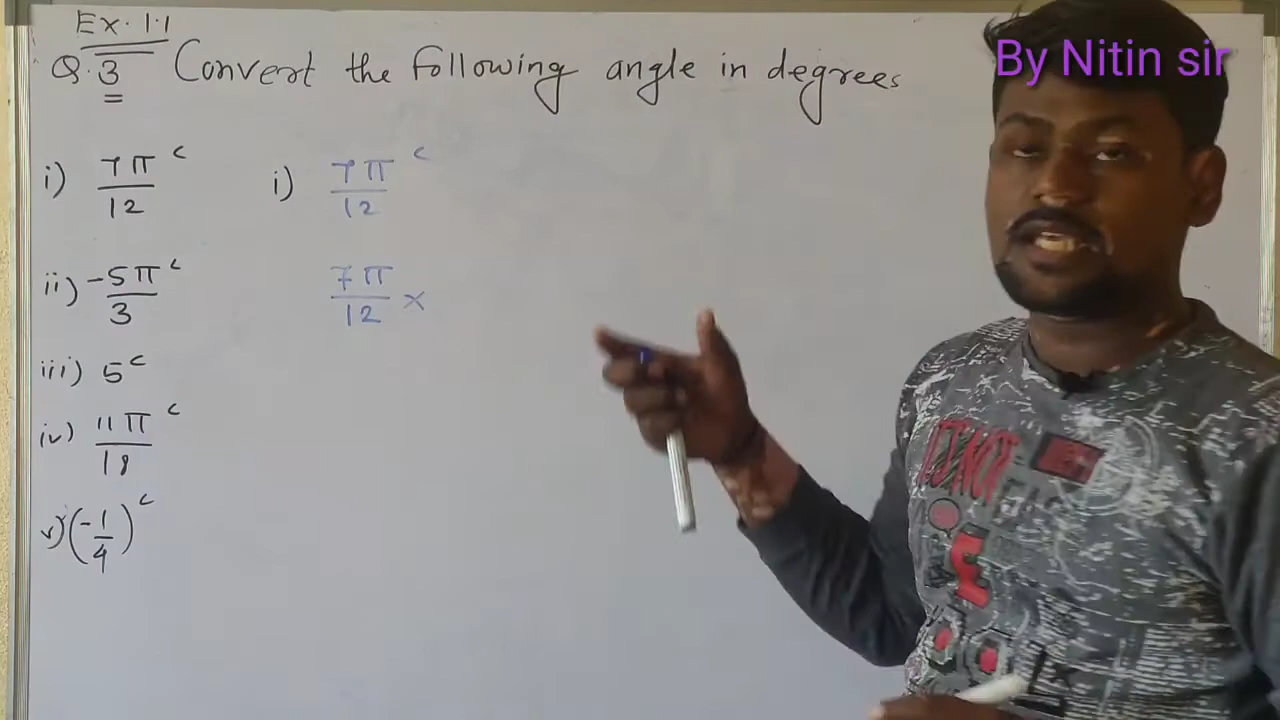 Ex. 1.1
Q. 3 Convert the following angle in degrees
By Nitin sir
i) 7π/12 ᶜ
ii) -5π/3 ᶜ
iii) 5ᶜ
iv) 11π/18 ᶜ
v) (-1/4)ᶜ
i) 7π/12 ᶜ
7π/12 ×